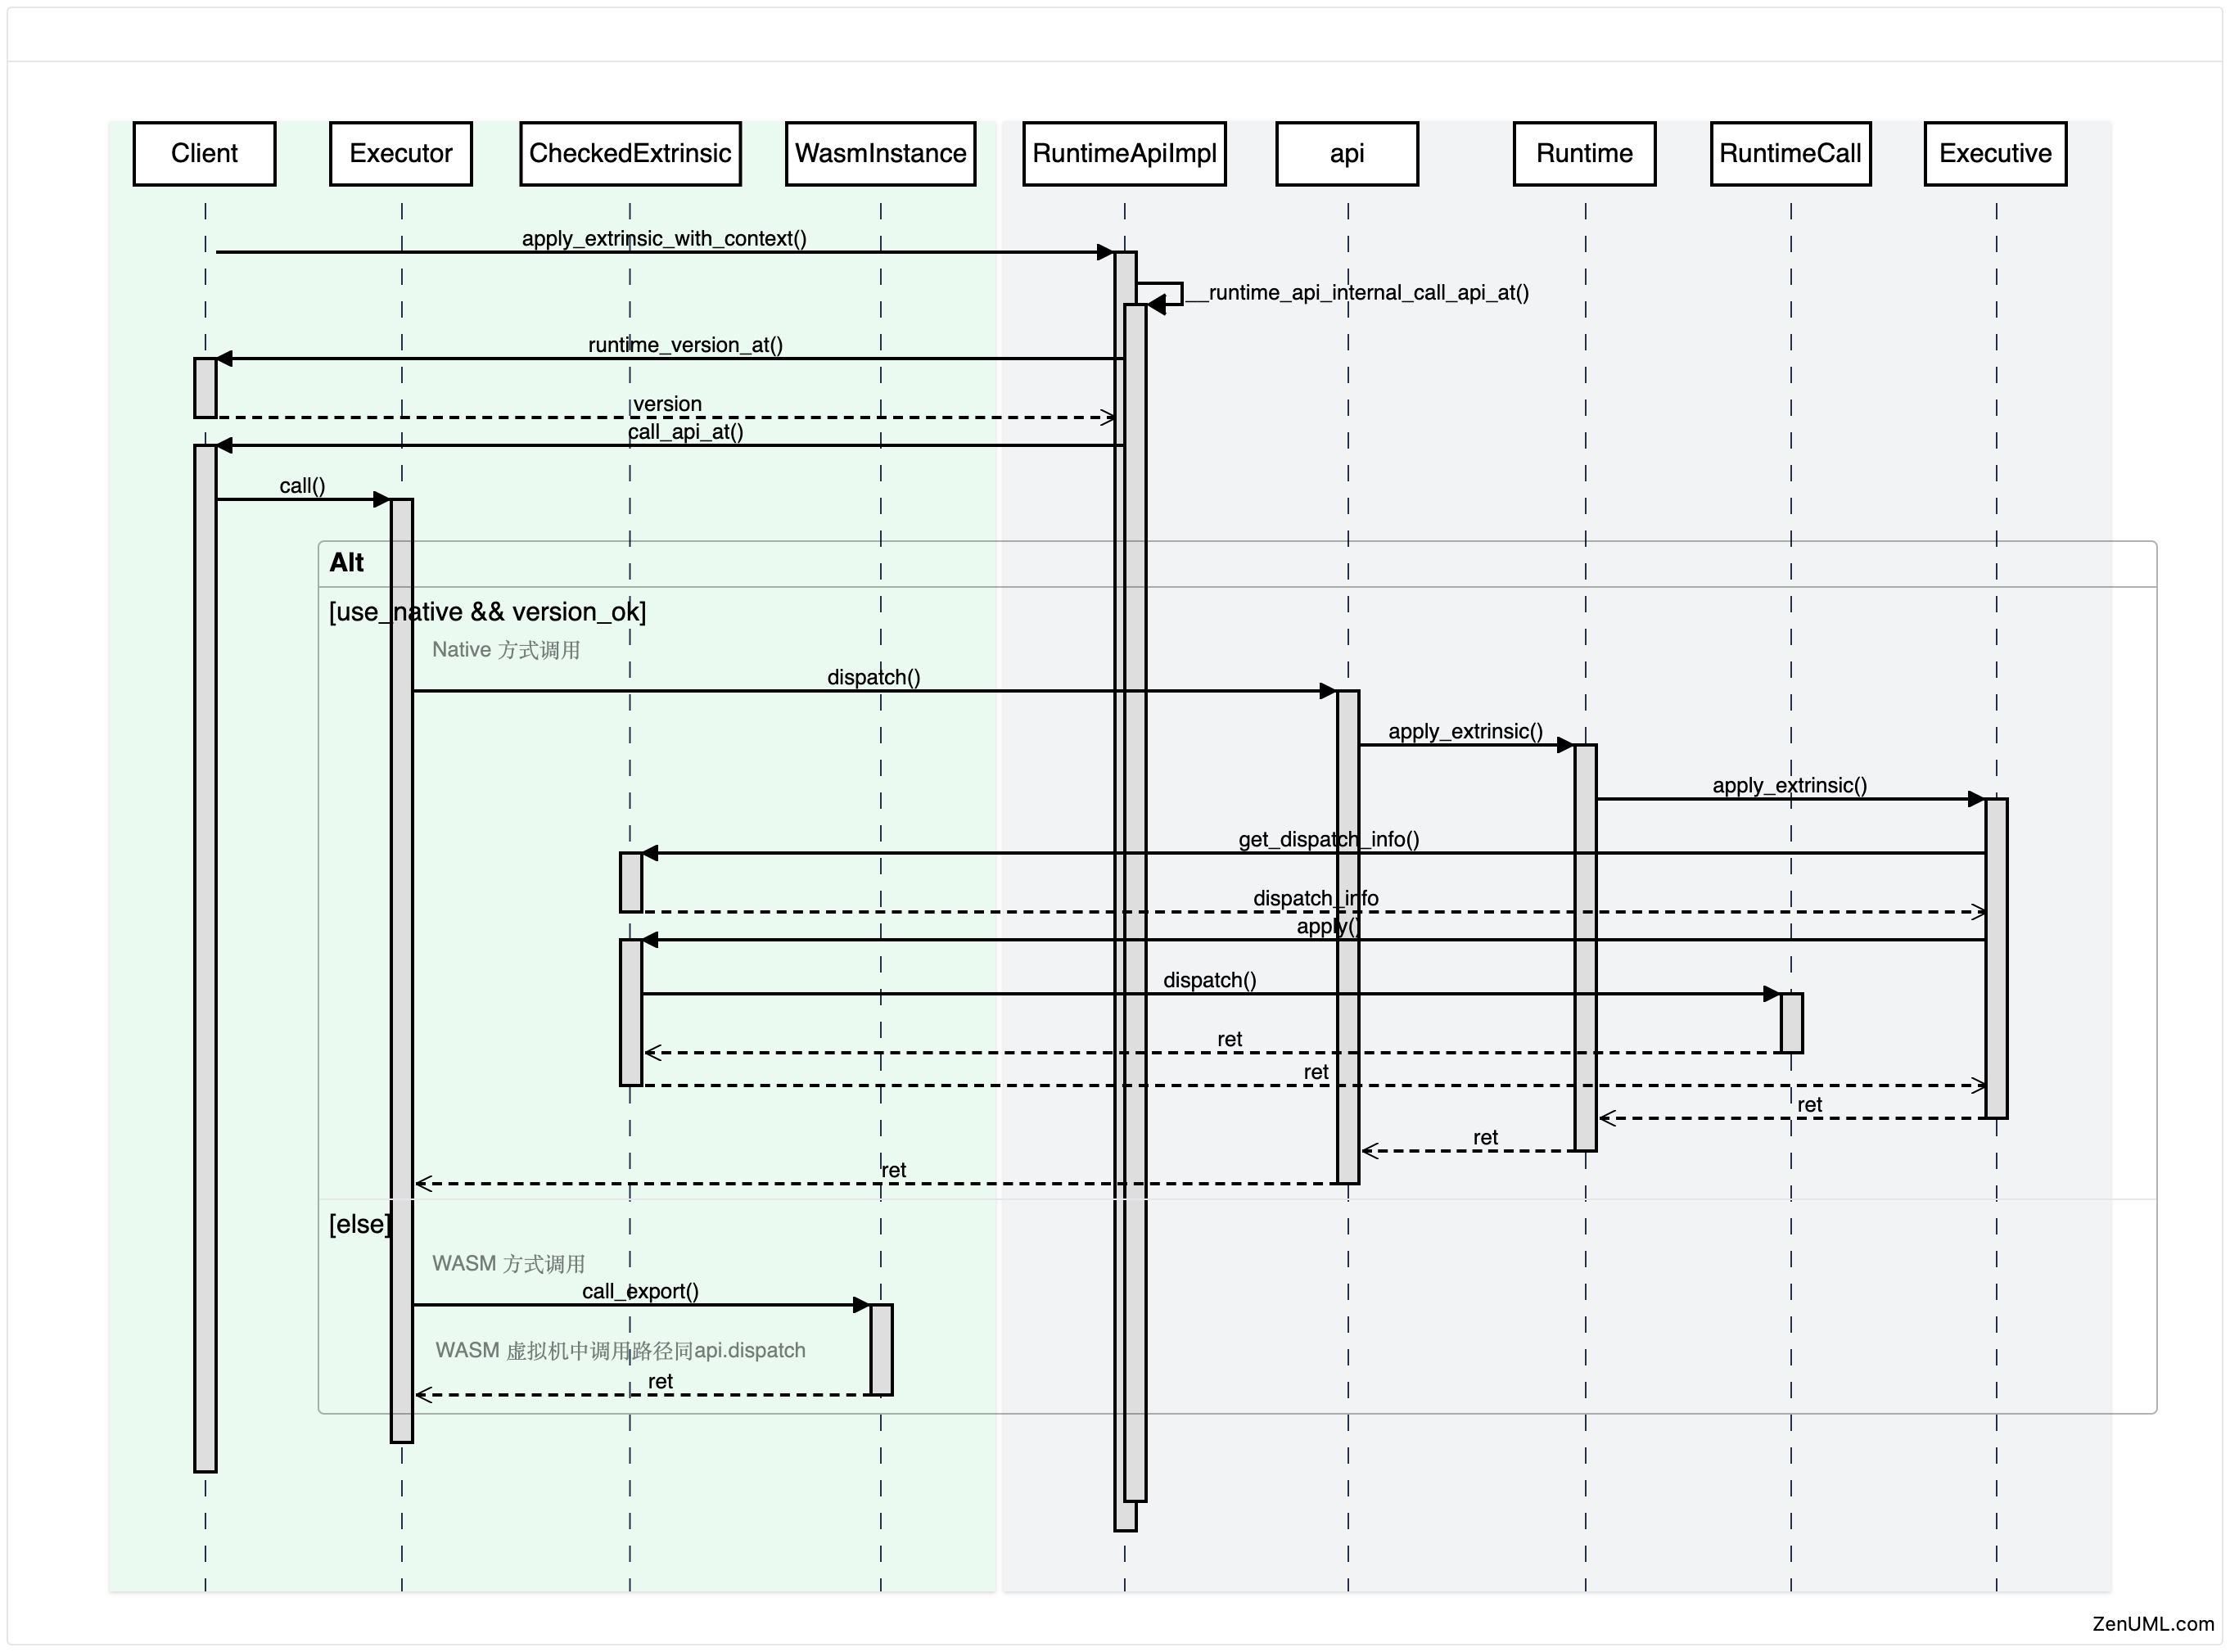 Client
Executor
CheckedExtrinsic
WasmInstance
RuntimeApiImpl
api
Runtime
RuntimeCall
Executive
apply_extrinsic_with_context()
__runtime_api_internal_call_api_at()
runtime_version_at()
version
call_api_at()
call()
Alt
[use_native && version_ok]
Native 方式调用
dispatch()
apply_extrinsic()
apply_extrinsic()
get_dispatch_info()
dispatch_info
apply()
dispatch()
ret
ret
ret
ret
ret
[else]
WASM 方式调用
call_export()
WASM 虚拟机中调用路径同api.dispatch
ret
ZenUML.com